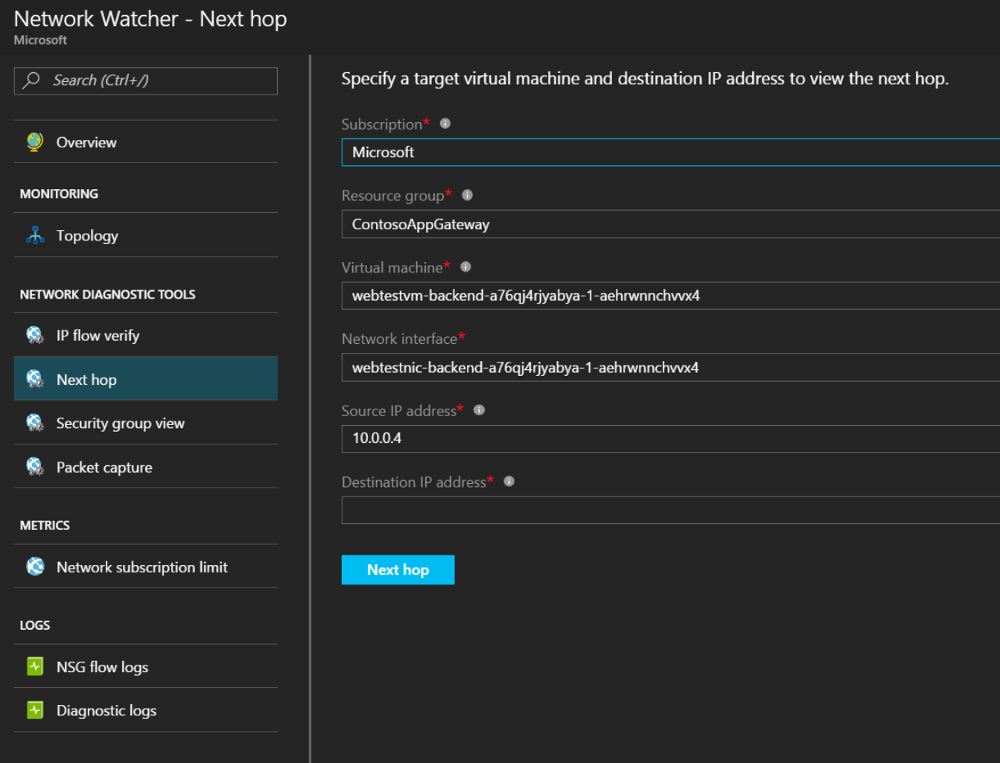 Network Watcher - Next hop
Microsoft
Search (Ctrl+/)
Overview
MONITORING
Topology
NETWORK DIAGNOSTIC TOOLS
IP flow verify
Next hop
Security group view
Packet capture
METRICS
Network subscription limit
LOGS
NSG flow logs
Diagnostic logs
Specify a target virtual machine and destination IP address to view the next hop.
Subscription*
Microsoft
Resource group*
ContosoAppGateway
Virtual machine*
webtestvm-backend-a76qj4rjyabya-1-aehrwnnchvvx4
Network interface*
webtestnic-backend-a76qj4rjyabya-1-aehrwnnchvvx4
Source IP address*
10.0.0.4
Destination IP address*
Next hop